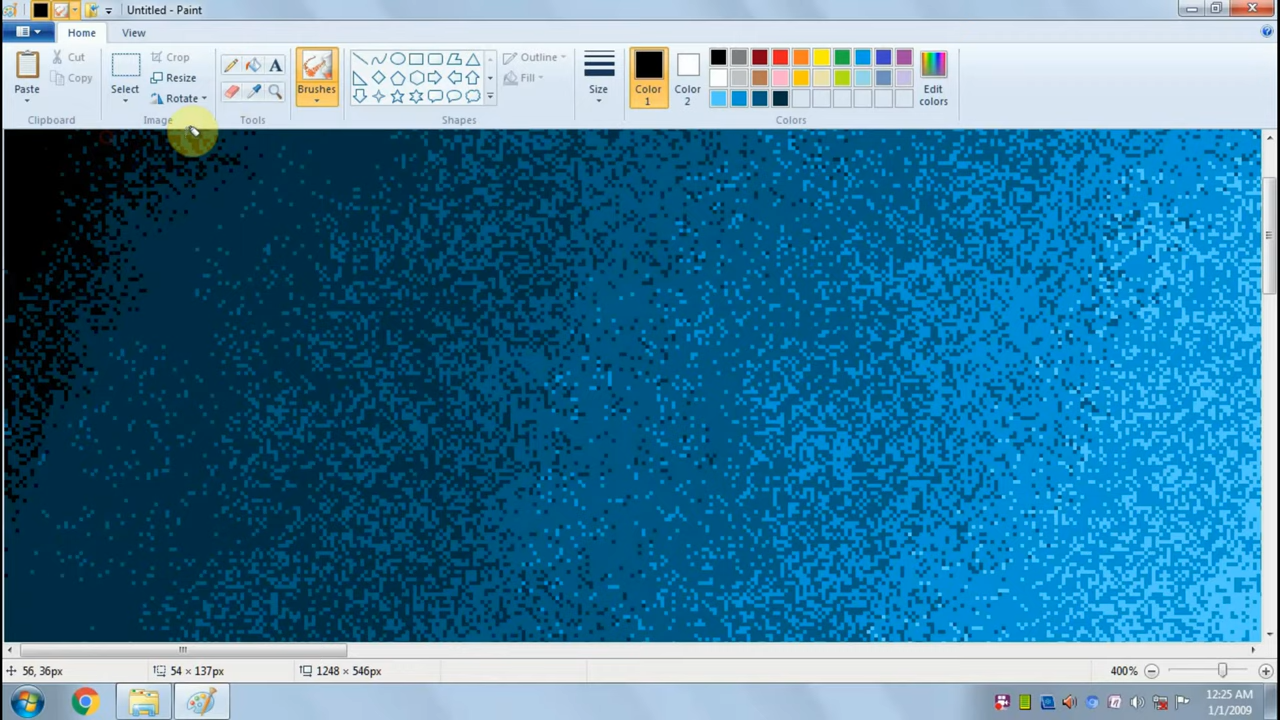 Untitled - Paint
Home View
Paste
Cut
Copy
Clipboard
Select
Crop
Resize
Rotate
Image
A
Tools
Brushes
Outline
Fill
Shapes
Size
Color 1
Color 2
Edit colors
Colors
56, 36px
54 × 137px
1248 × 546px
400%
12:25 AM
1/1/2009